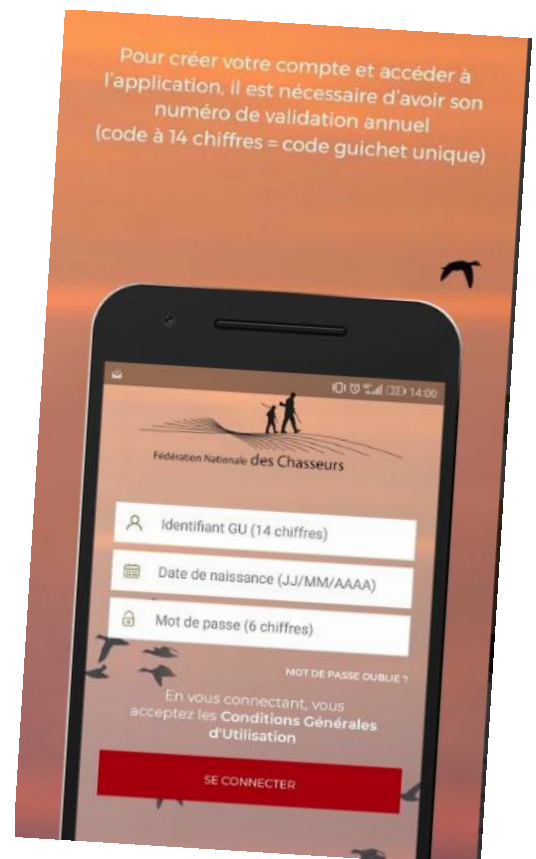 Pour créer votre compte et accéder à
l'application, il est nécessaire d'avoir son
numéro de validation annuel
(code à 14 chiffres = code guichet unique)
14:00
Fédération Nationale des Chasseurs
Identifiant GU (14 chiffres)
Date de naissance (JJ/MM/AAAA)
Mot de passe (6 chiffres)
MOT DE PASSE OUBLIE ?
En vous connectant, vous
acceptez les Conditions Générales
d'Utilisation
SE CONNECTER